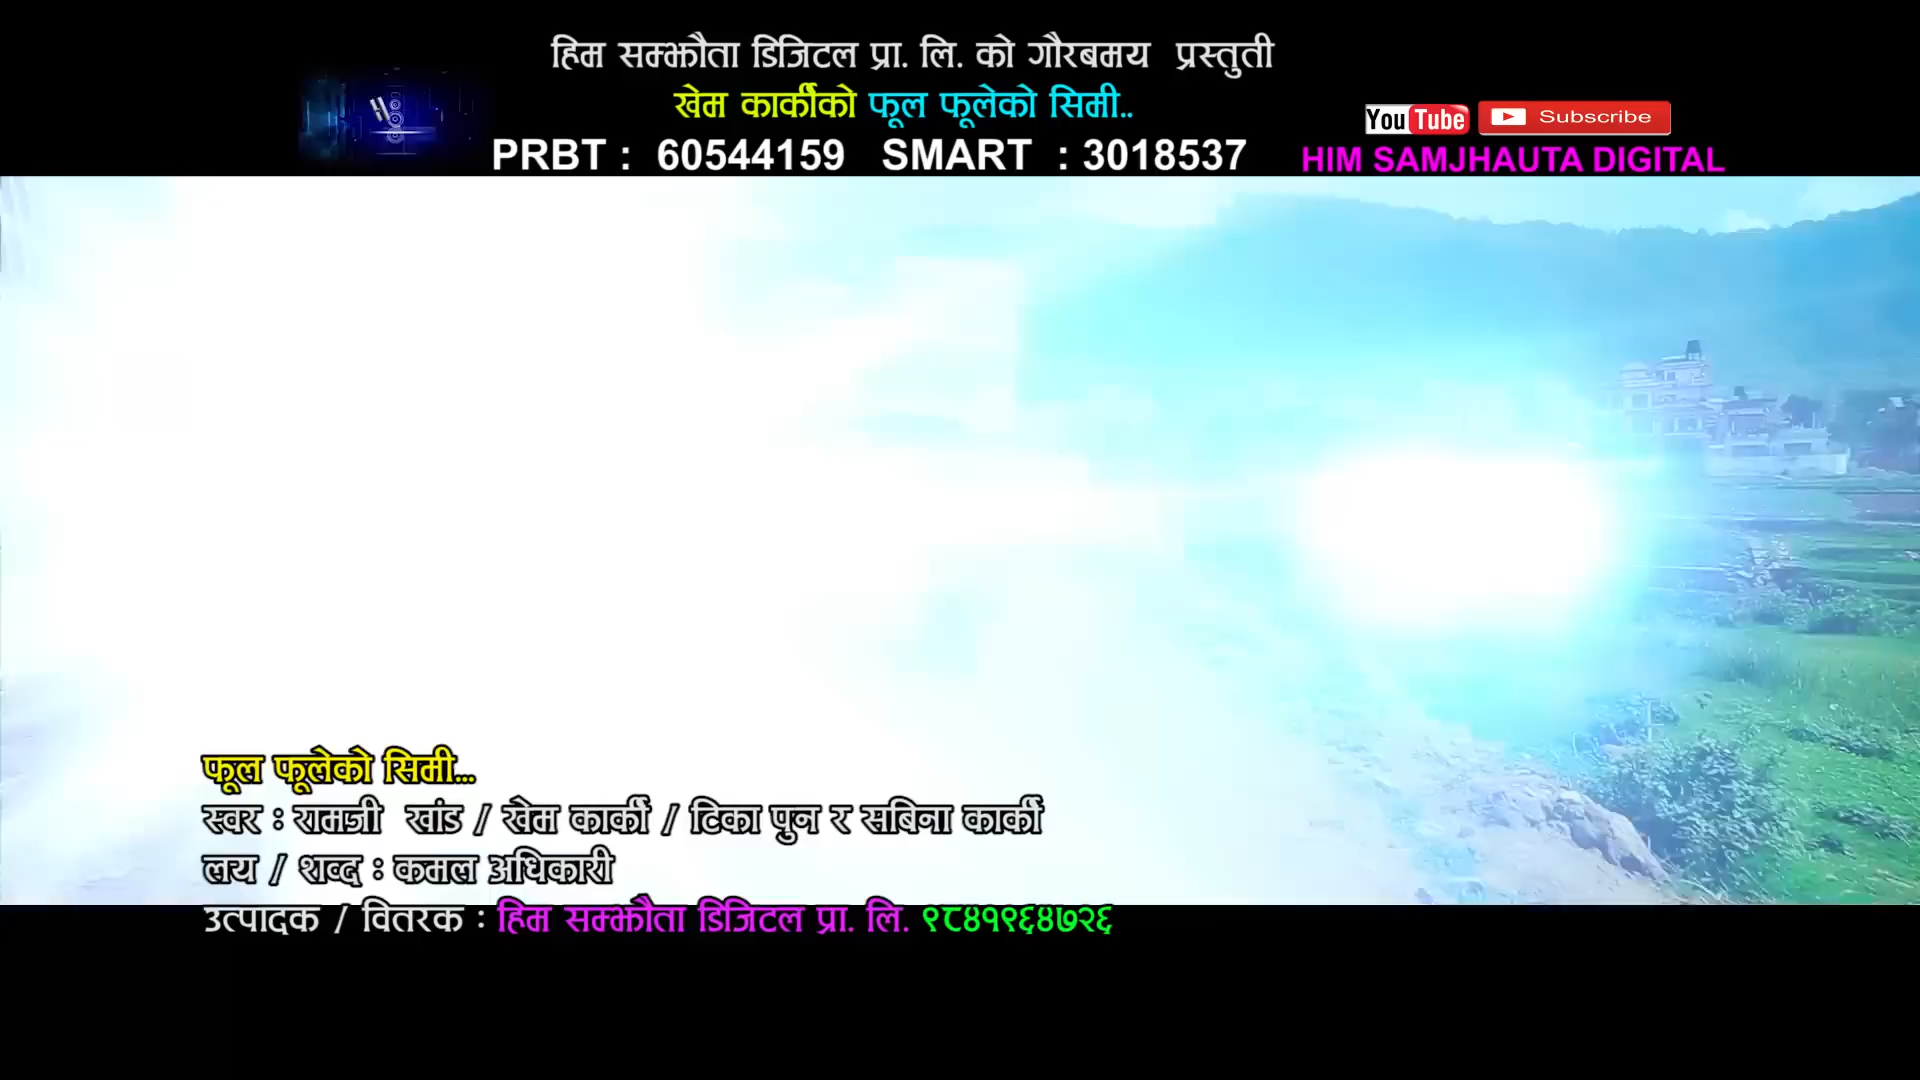 हिम सम्झौता डिजिटल प्रा. लि. को गौरबमय प्रस्तुती
खेम कार्कीको फूल फूलेको सिमी..
PRBT : 60544159 SMART : 3018537
YouTube Subscribe
HIM SAMJHAUTA DIGITAL
फूल फूलेको सिमी...
स्वर : रामजी खांड / खेम कार्की / टिका पुन र सबिना कार्की
लय / शव्द : कमल अधिकारी
उत्पादक / वितरक : हिम सम्झौता डिजिटल प्रा. लि. ९८४१९६४७२६